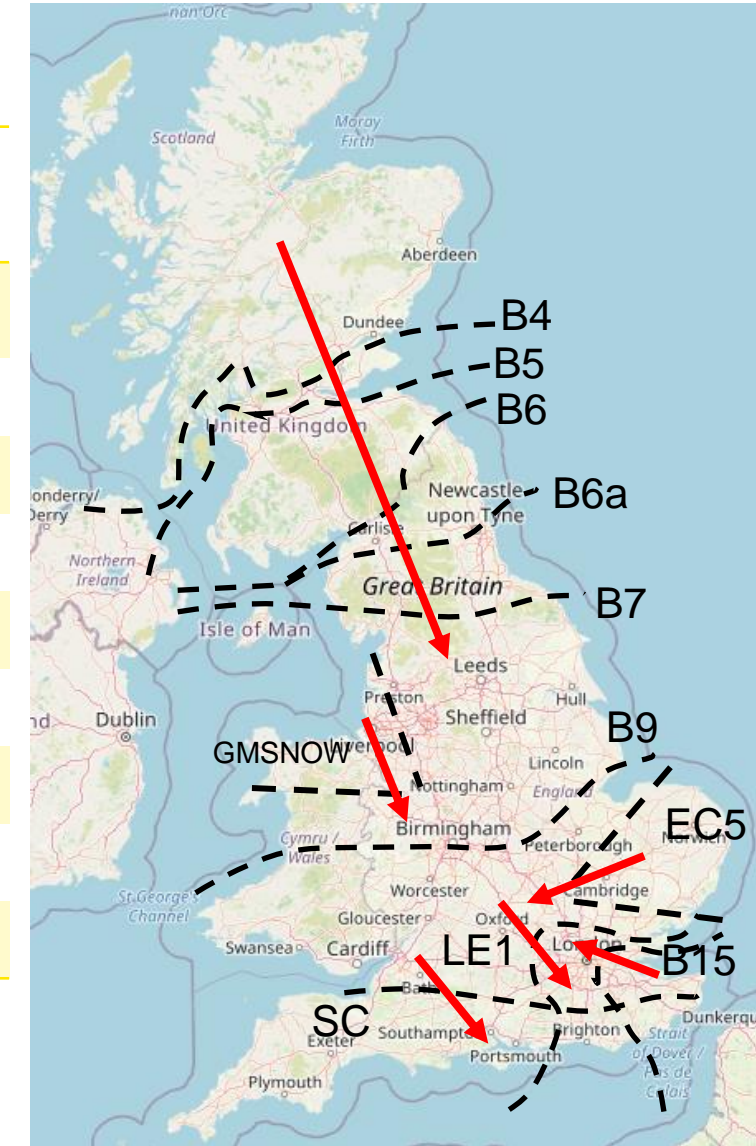 nan Orc
Moray
Firth
Scotland
Aberdeen
B4
Dundee
B5
B6
United Kingdom
B6a
Newcastle
upon Tyne
onderry/
Derry
Carlisle
Northern
Ireland
Great Britain
B7
Isle of Man
Leeds
Preston
Hull
nd
Dublin
Sheffield
B9
GMSNOW
Liverpool
Lincoln
Nottingham
England
EC5
Cymru /
Wales
Birmingham
Norwich
Peterborough
St George's
Channel
Worcester
Cambridge
Gloucester
Oxford
Swansea
Cardiff
LE1
London
B15
Bath
SC
Dunkerqu
Exeter
Southampto
Brighton
Strait
of Dover /
Pas de
Calais
Portsmouth
Plymouth